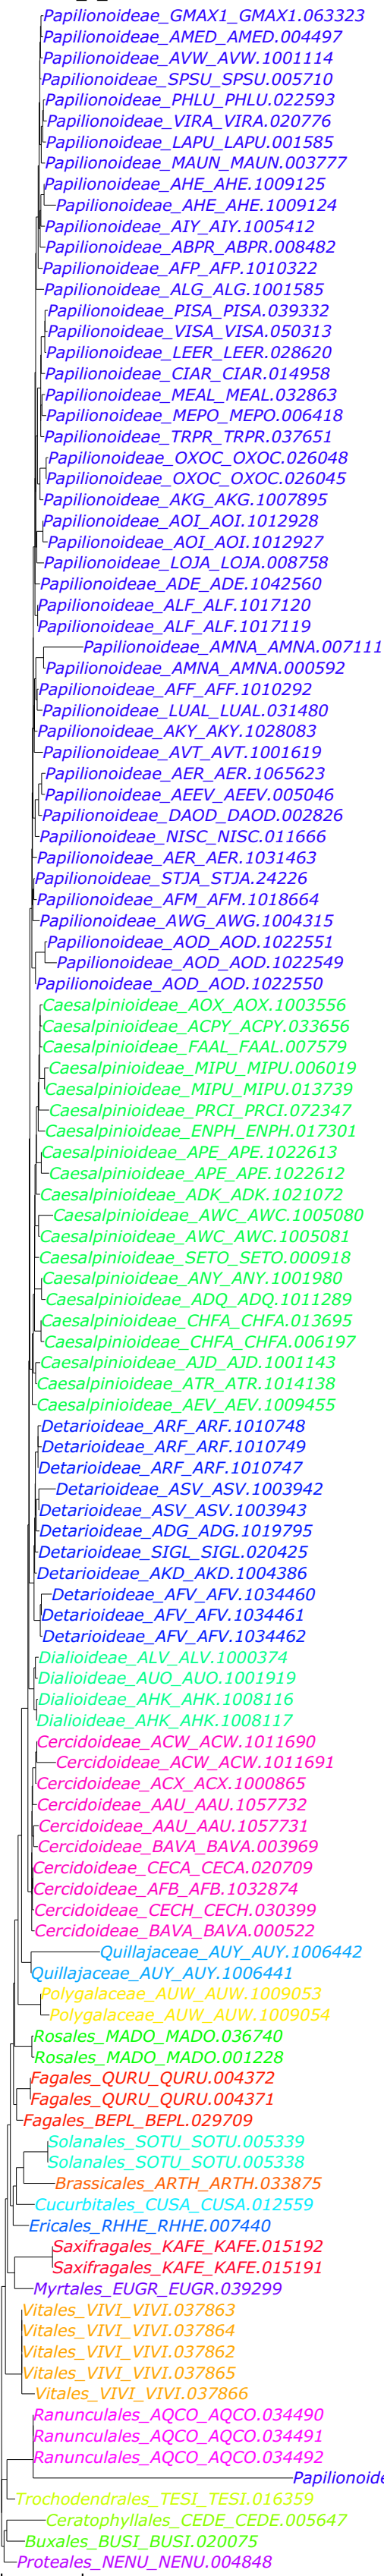 Papilionoideae_GMAX1_GMAX1.063323
Papilionoideae_AMED_AMED.004497
Papilionoideae_AVW_AVW.1001114
Papilionoideae_SPSU_SPSU.005710
Papilionoideae_PHLU_PHLU.022593
Papilionoideae_VIRA_VIRA.020776
Papilionoideae_LAPU_LAPU.001585
Papilionoideae_MAUN_MAUN.003777
Papilionoideae_AHE_AHE.1009125
Papilionoideae_AHE_AHE.1009124
Papilionoideae_AIY_AIY.1005412
Papilionoideae_ABPR_ABPR.008482
Papilionoideae_AFP_AFP.1010322
Papilionoideae_ALG_ALG.1001585
Papilionoideae_PISA_PISA.039332
Papilionoideae_VISA_VISA.050313
Papilionoideae_LEER_LEER.028620
Papilionoideae_CIAR_CIAR.014958
Papilionoideae_MEAL_MEAL.032863
Papilionoideae_MEPO_MEPO.006418
Papilionoideae_TRPR_TRPR.037651
Papilionoideae_OXOC_OXOC.026048
Papilionoideae_OXOC_OXOC.026045
Papilionoideae_AKG_AKG.1007895
Papilionoideae_AOI_AOI.1012928
Papilionoideae_AOI_AOI.1012927
Papilionoideae_LOJA_LOJA.008758
Papilionoideae_ADE_ADE.1042560
Papilionoideae_ALF_ALF.1017120
Papilionoideae_ALF_ALF.1017119
Papilionoideae_AMNA_AMNA.007111
Papilionoideae_AMNA_AMNA.000592
Papilionoideae_AFF_AFF.1010292
Papilionoideae_LUAL_LUAL.031480
Papilionoideae_AKY_AKY.1028083
Papilionoideae_AVT_AVT.1001619
Papilionoideae_AER_AER.1065623
Papilionoideae_AEEV_AEEV.005046
Papilionoideae_DAOD_DAOD.002826
Papilionoideae_NISC_NISC.011666
Papilionoideae_AER_AER.1031463
Papilionoideae_STJA_STJA.24226
Papilionoideae_AFM_AFM.1018664
Papilionoideae_AWG_AWG.1004315
Papilionoideae_AOD_AOD.1022551
Papilionoideae_AOD_AOD.1022549
Papilionoideae_AOD_AOD.1022550
Caesalpinioideae_AOX_AOX.1003556
Caesalpinioideae_ACPY_ACPY.033656
Caesalpinioideae_FAAL_FAAL.007579
Caesalpinioideae_MIPU_MIPU.006019
Caesalpinioideae_MIPU_MIPU.013739
Caesalpinioideae_PRCI_PRCI.072347
Caesalpinioideae_ENPH_ENPH.017301
Caesalpinioideae_APE_APE.1022613
Caesalpinioideae_APE_APE.1022612
Caesalpinioideae_ADK_ADK.1021072
Caesalpinioideae_AWC_AWC.1005080
Caesalpinioideae_AWC_AWC.1005081
Caesalpinioideae_SETO_SETO.000918
Caesalpinioideae_ANY_ANY.1001980
Caesalpinioideae_ADQ_ADQ.1011289
Caesalpinioideae_CHFA_CHFA.013695
Caesalpinioideae_CHFA_CHFA.006197
Caesalpinioideae_AJD_AJD.1001143
Caesalpinioideae_ATR_ATR.1014138
Caesalpinioideae_AEV_AEV.1009455
Detarioideae_ARF_ARF.1010748
Detarioideae_ARF_ARF.1010749
Detarioideae_ARF_ARF.1010747
Detarioideae_ASV_ASV.1003942
Detarioideae_ASV_ASV.1003943
Detarioideae_ADG_ADG.1019795
Detarioideae_SIGL_SIGL.020425
Detarioideae_AKD_AKD.1004386
Detarioideae_AFV_AFV.1034460
Detarioideae_AFV_AFV.1034461
Detarioideae_AFV_AFV.1034462
Dialioideae_ALV_ALV.1000374
Dialioideae_AUO_AUO.1001919
Dialioideae_AHK_AHK.1008116
Dialioideae_AHK_AHK.1008117
Cercidoideae_ACW_ACW.1011690
Cercidoideae_ACW_ACW.1011691
Cercidoideae_ACX_ACX.1000865
Cercidoideae_AAU_AAU.1057732
Cercidoideae_AAU_AAU.1057731
Cercidoideae_BAVA_BAVA.003969
Cercidoideae_CECA_CECA.020709
Cercidoideae_AFB_AFB.1032874
Cercidoideae_CECH_CECH.030399
Cercidoideae_BAVA_BAVA.000522
Quillajaceae_AUY_AUY.1006442
Quillajaceae_AUY_AUY.1006441
Polygalaceae_AUW_AUW.1009053
Polygalaceae_AUW_AUW.1009054
Rosales_MADO_MADO.036740
Rosales_MADO_MADO.001228
Fagales_QURU_QURU.004372
Fagales_QURU_QURU.004371
Fagales_BEPL_BEPL.029709
Solanales_SOTU_SOTU.005339
Solanales_SOTU_SOTU.005338
Brassicales_ARTH_ARTH.033875
Cucurbitales_CUSA_CUSA.012559
Ericales_RHHE_RHHE.007440
Saxifragales_KAFE_KAFE.015192
Saxifragales_KAFE_KAFE.015191
Myrtales_EUGR_EUGR.039299
Vitales_VIVI_VIVI.037863
Vitales_VIVI_VIVI.037864
Vitales_VIVI_VIVI.037862
Vitales_VIVI_VIVI.037865
Vitales_VIVI_VIVI.037866
Ranunculales_AQCO_AQCO.034490
Ranunculales_AQCO_AQCO.034491
Ranunculales_AQCO_AQCO.034492
Papilionoide
Trochodendrales_TESI_TESI.016359
Ceratophyllales_CEDE_CEDE.005647
Buxales_BUSI_BUSI.020075
Proteales_NENU_NENU.004848